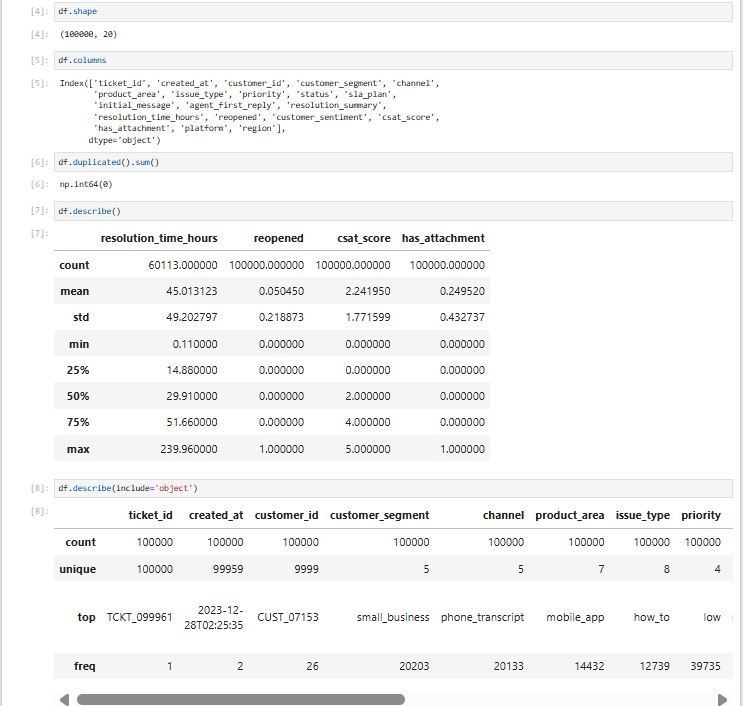 [4]: df.shape
[4]: (100000, 20)
[5]: df.columns
[5]: Index(['ticket_id', 'created_at', 'customer_id', 'customer_segment', 'channel',
'product_area', 'issue_type', 'priority', 'status', 'sla_plan',
'initial_message', 'agent_first_reply', 'resolution_summary',
'resolution_time_hours', 'reopened', 'customer_sentiment', 'csat_score',
'has_attachment', 'platform', 'region'],
dtype='object')
[6]: df.duplicated().sum()
[6]: np.int64(0)
[7]: df.describe()
[7]:
resolution_time_hours reopened csat_score has_attachment
count 60113.000000 100000.000000 100000.000000 100000.000000
mean 45.013123 0.050450 2.241950 0.249520
std 49.202797 0.218873 1.771599 0.432737
min 0.110000 0.000000 0.000000 0.000000
25% 14.880000 0.000000 0.000000 0.000000
50% 29.910000 0.000000 2.000000 0.000000
75% 51.660000 0.000000 4.000000 0.000000
max 239.960000 1.000000 5.000000 1.000000
[8]: df.describe(include='object')
[8]:
ticket_id created_at customer_id customer_segment channel product_area issue_type priority
count 100000 100000 100000 100000 100000 100000 100000 100000
unique 100000 99959 9999 5 5 7 8 4
top TCKT_099961 2023-12-28T02:25:35 CUST_07153 small_business phone_transcript mobile_app how_to low
freq 1 2 26 20203 20133 14432 12739 39735